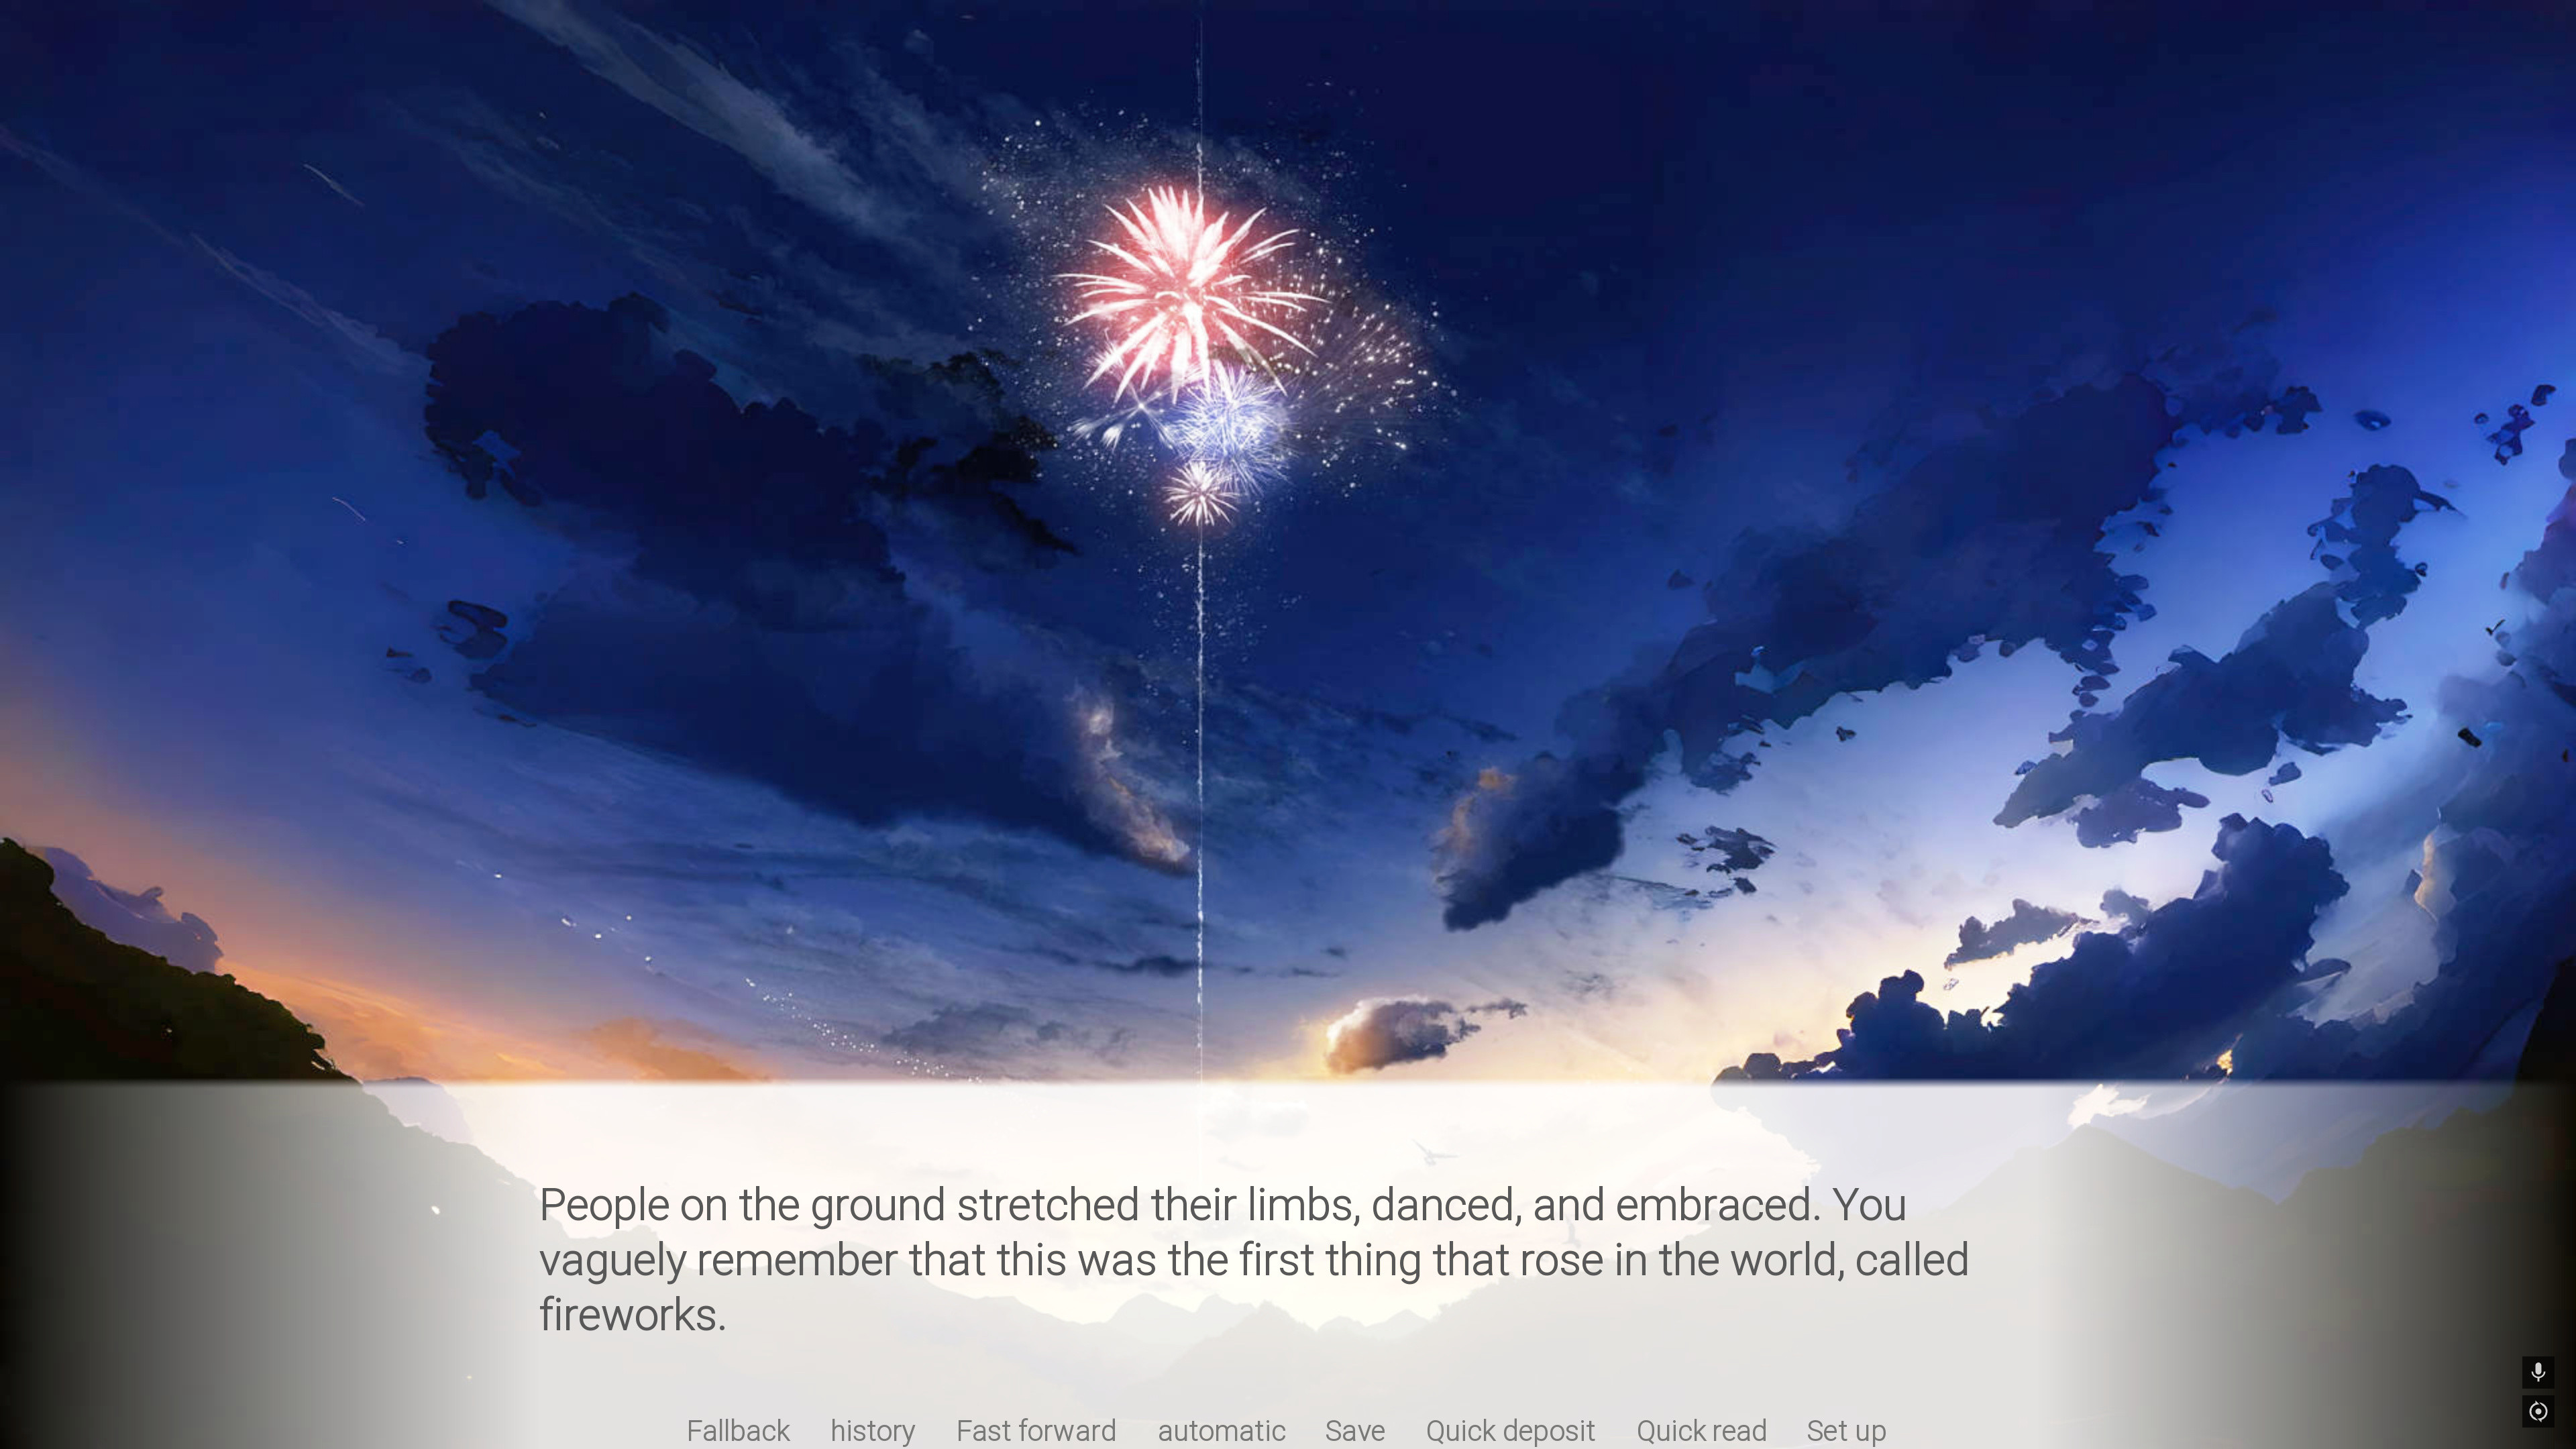 People on the ground stretched their limbs, danced, and embraced. You
vaguely remember that this was the first thing that rose in the world, called
fireworks.
Fallback history Fast forward automatic Save Quick deposit Quick read Set up